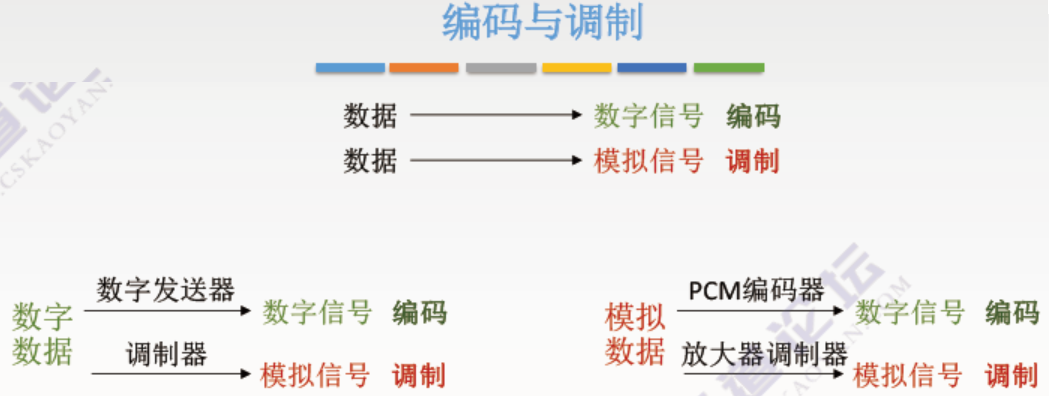 编码与调制
数据 数字信号 编码
数据 模拟信号 调制
数字发送器
数字数据
数字信号 编码
调制器
模拟信号 调制
PCM编码器
模拟数据
数字信号 编码
放大器调制器
模拟信号 调制